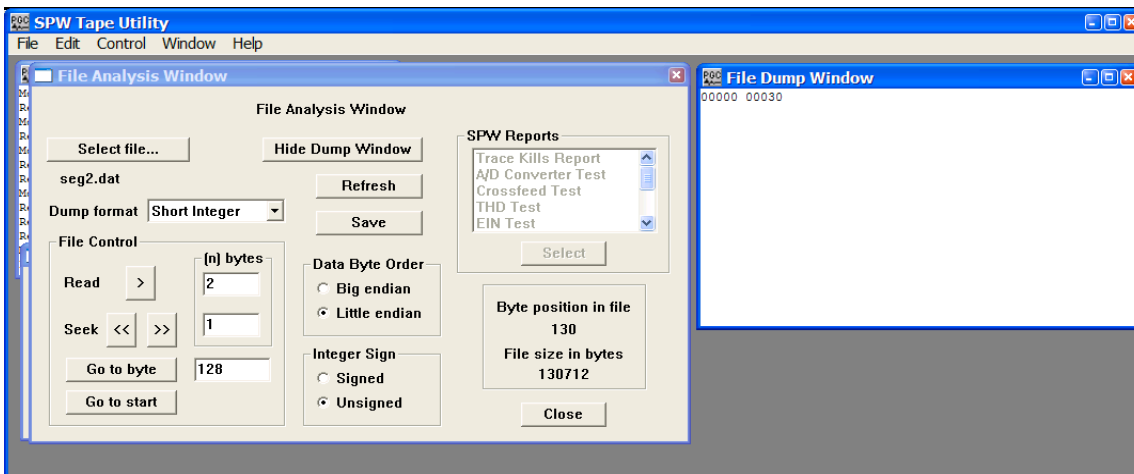 SPW Tape Utility
File Edit Control Window Help
File Analysis Window
File Analysis Window
Select file...
Hide Dump Window
seg2.dat
Refresh
Dump format Short Integer
Save
File Control
(n) bytes
Read > 2
Seek << >> 1
Go to byte 128
Go to start
Data Byte Order
Big endian
Little endian
Integer Sign
Signed
Unsigned
SPW Reports
Trace Kills Report
A/D Converter Test
Crossfeed Test
THD Test
EIN Test
Select
Byte position in file
130
File size in bytes
130712
Close
File Dump Window
00000 00030